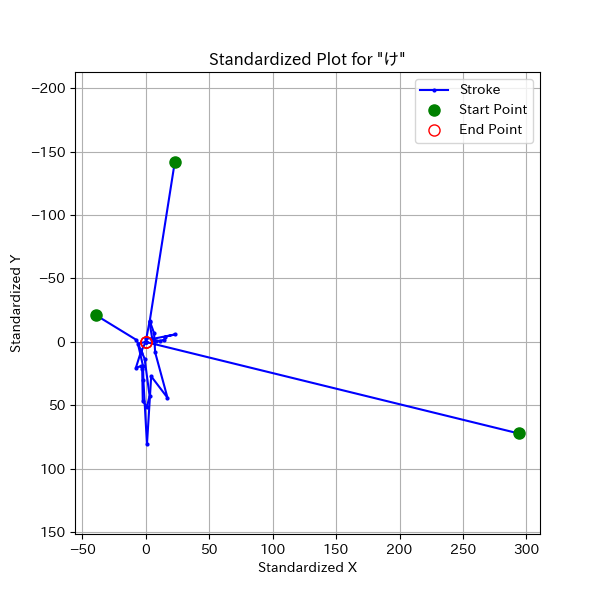 Standardized Plot for "け"
Stroke
Start Point
End Point
Standardized Y
−200
−150
−100
−50
0
50
100
150
−50 0 50 100 150 200 250 300
Standardized X